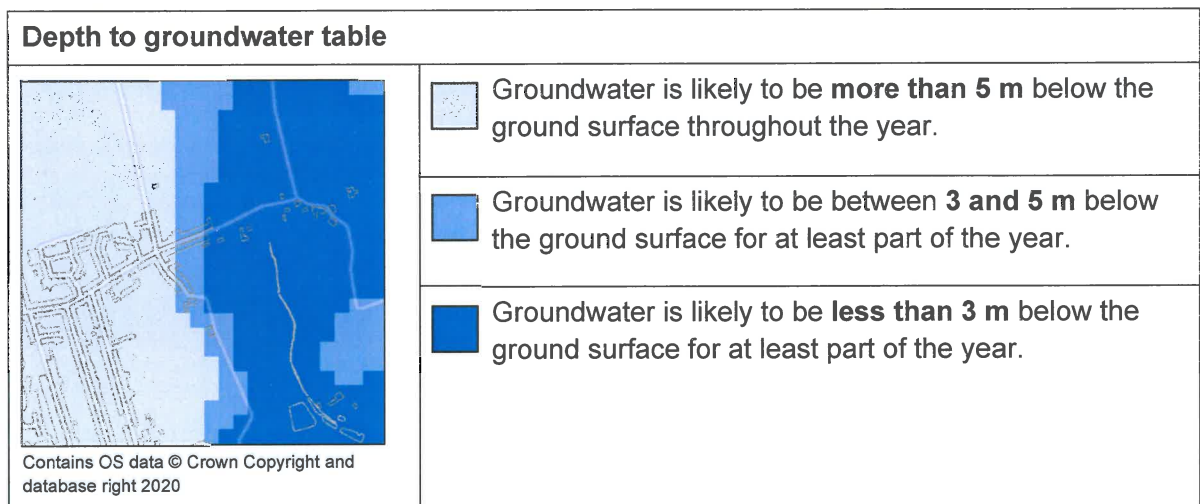 Depth to groundwater table
Groundwater is likely to be more than 5 m below the
ground surface throughout the year.
Groundwater is likely to be between 3 and 5 m below
the ground surface for at least part of the year.
Groundwater is likely to be less than 3 m below the
ground surface for at least part of the year.
Contains OS data © Crown Copyright and
database right 2020